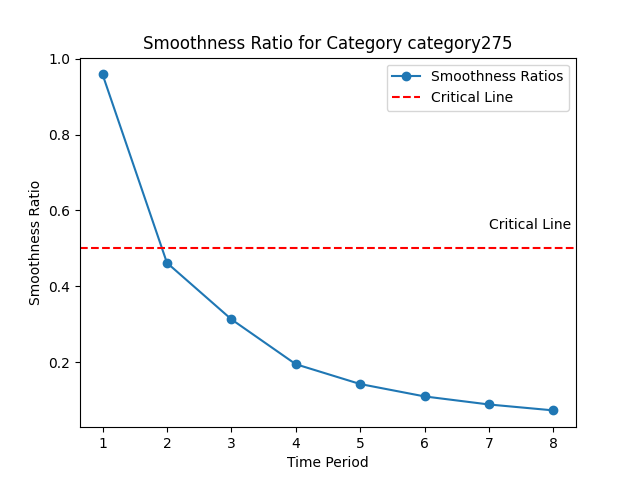 Smoothness Ratio for Category category275
Smoothness Ratios
Critical Line
Critical Line
Smoothness Ratio
1.0
0.8
0.6
0.4
0.2
1 2 3 4 5 6 7 8
Time Period